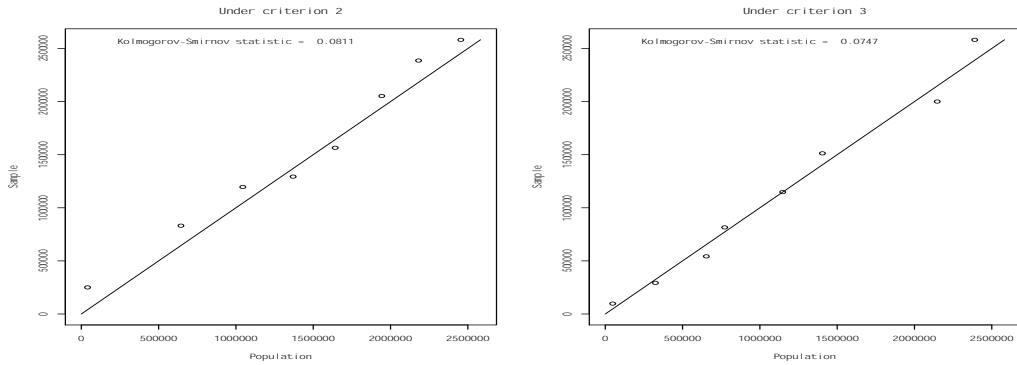 Under criterion 2
Kolmogorov-Smirnov statistic = 0.0811
2500000
2000000
1500000
1000000
500000
0
Sample
0 500000 1000000 1500000 2000000 2500000
Population
Under criterion 3
Kolmogorov-Smirnov statistic = 0.0747
2500000
2000000
1500000
1000000
500000
0
Sample
0 500000 1000000 1500000 2000000 2500000
Population